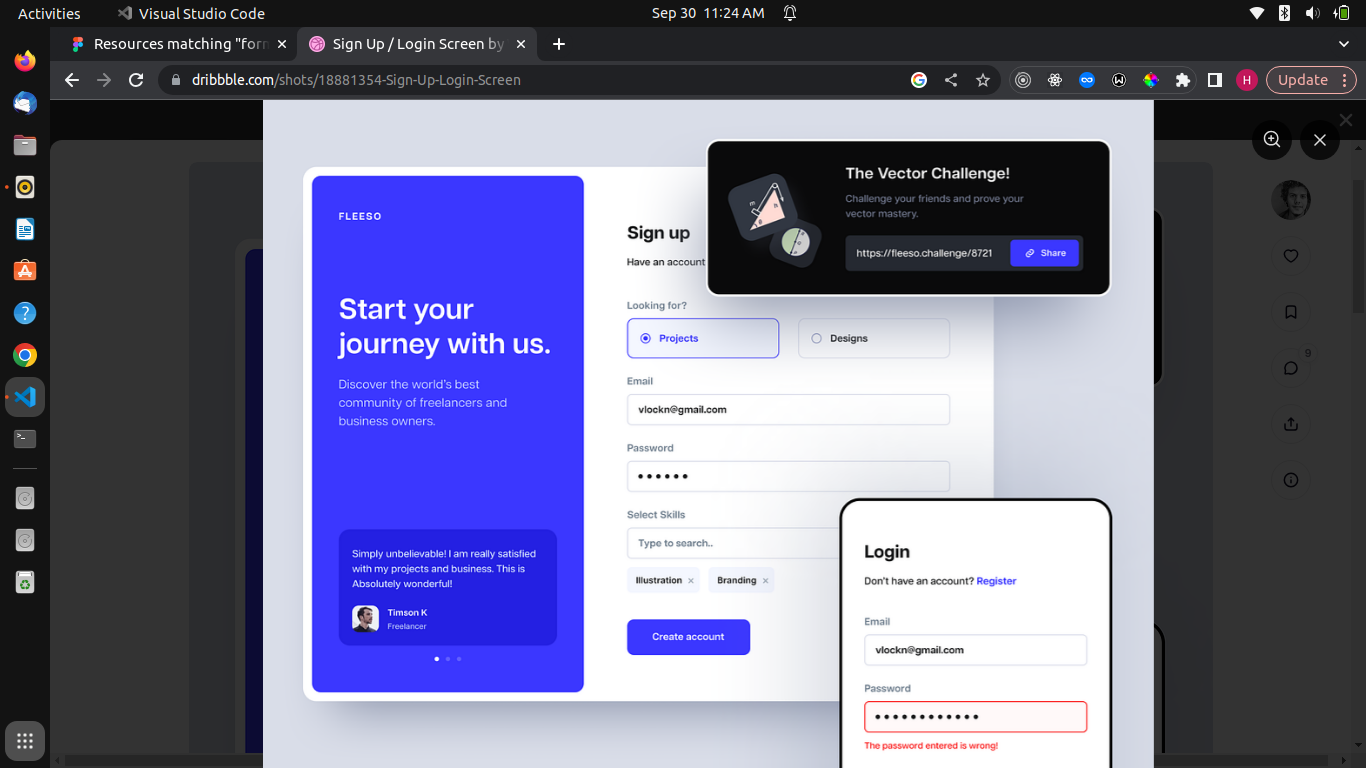 Activities
Visual Studio Code
Sep 30 11:24 AM
Resources matching "forn
Sign Up / Login Screen by
dribbble.com/shots/18881354-Sign-Up-Login-Screen
H
Update
FLEESO
Start your
journey with us.
Discover the world's best
community of freelancers and
business owners.
Simply unbelievable! I am really satisfied
with my projects and business. This is
Absolutely wonderful!
Timson K
Freelancer
Sign up
Have an account
Looking for?
Projects
Designs
Email
vlockn@gmail.com
Password
Select Skills
Type to search..
Illustration
Branding
Create account
The Vector Challenge!
Challenge your friends and prove your
vector mastery.
https://fleeso.challenge/8721
Share
Login
Don't have an account? Register
Email
vlockn@gmail.com
Password
The password entered is wrong!
9